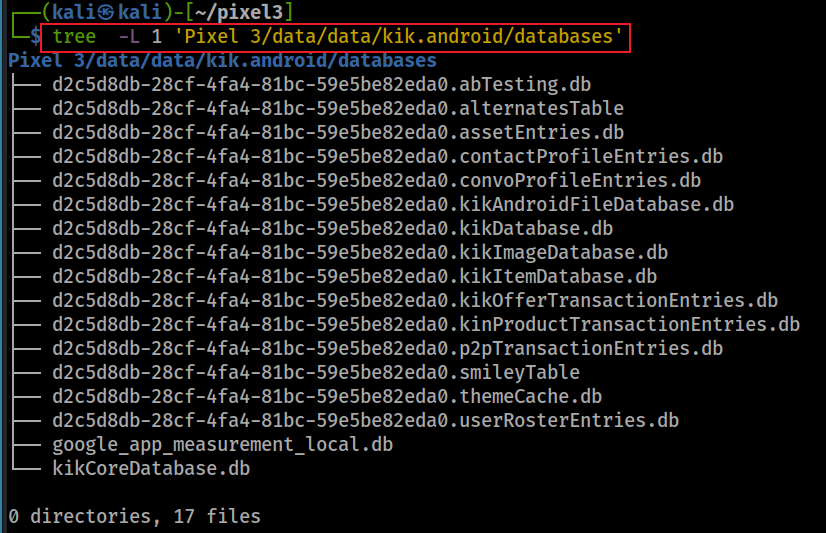 ┌──(kali㉿kali)-[~/pixel3]
└─$ tree  -L 1 'Pixel 3/data/data/kik.android/databases'
Pixel 3/data/data/kik.android/databases
├── d2c5d8db-28cf-4fa4-81bc-59e5be82eda0.abTesting.db
├── d2c5d8db-28cf-4fa4-81bc-59e5be82eda0.alternatesTable
├── d2c5d8db-28cf-4fa4-81bc-59e5be82eda0.assetEntries.db
├── d2c5d8db-28cf-4fa4-81bc-59e5be82eda0.contactProfileEntries.db
├── d2c5d8db-28cf-4fa4-81bc-59e5be82eda0.convoProfileEntries.db
├── d2c5d8db-28cf-4fa4-81bc-59e5be82eda0.kikAndroidFileDatabase.db
├── d2c5d8db-28cf-4fa4-81bc-59e5be82eda0.kikDatabase.db
├── d2c5d8db-28cf-4fa4-81bc-59e5be82eda0.kikImageDatabase.db
├── d2c5d8db-28cf-4fa4-81bc-59e5be82eda0.kikItemDatabase.db
├── d2c5d8db-28cf-4fa4-81bc-59e5be82eda0.kikOfferTransactionEntries.db
├── d2c5d8db-28cf-4fa4-81bc-59e5be82eda0.kinProductTransactionEntries.db
├── d2c5d8db-28cf-4fa4-81bc-59e5be82eda0.p2pTransactionEntries.db
├── d2c5d8db-28cf-4fa4-81bc-59e5be82eda0.smileyTable
├── d2c5d8db-28cf-4fa4-81bc-59e5be82eda0.themeCache.db
├── d2c5d8db-28cf-4fa4-81bc-59e5be82eda0.userRosterEntries.db
├── google_app_measurement_local.db
└── kikCoreDatabase.db
0 directories, 17 files